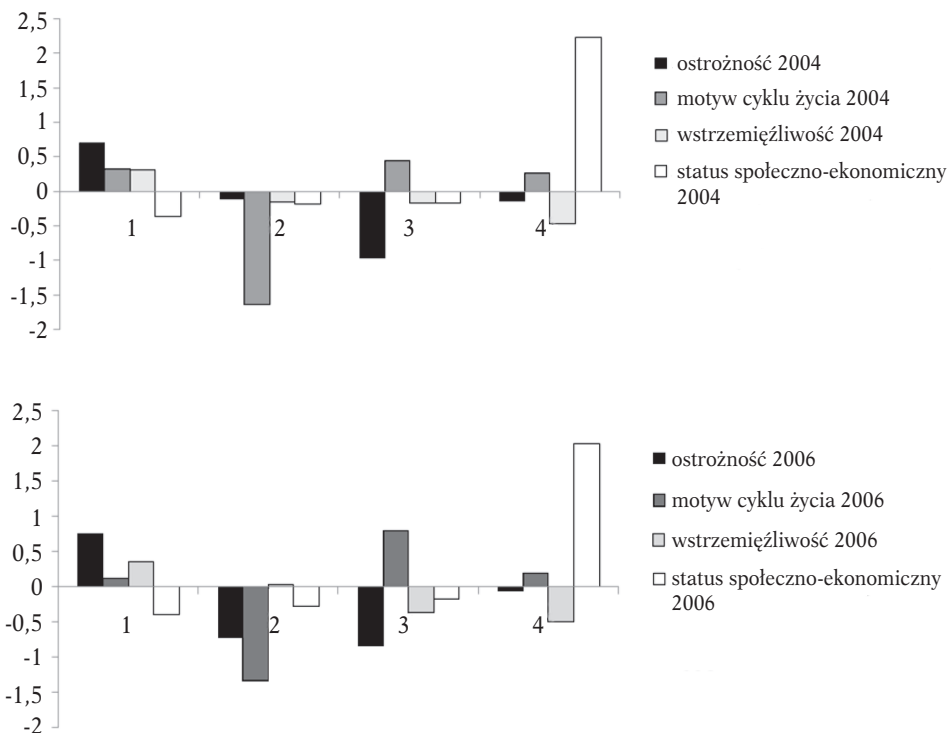 2,5
2
1,5
1
0,5
0
-0,5
-1
-1,5
-2
1 2 3 4
ostrożność 2004
motyw cyklu życia 2004
wstrzemięźliwość 2004
status społeczno-ekonomiczny
2004
2,5
2
1,5
1
0,5
0
-0,5
-1
-1,5
-2
1 2 3 4
ostrożność 2006
motyw cyklu życia 2006
wstrzemięźliwość 2006
status społeczno-ekonomiczny
2006